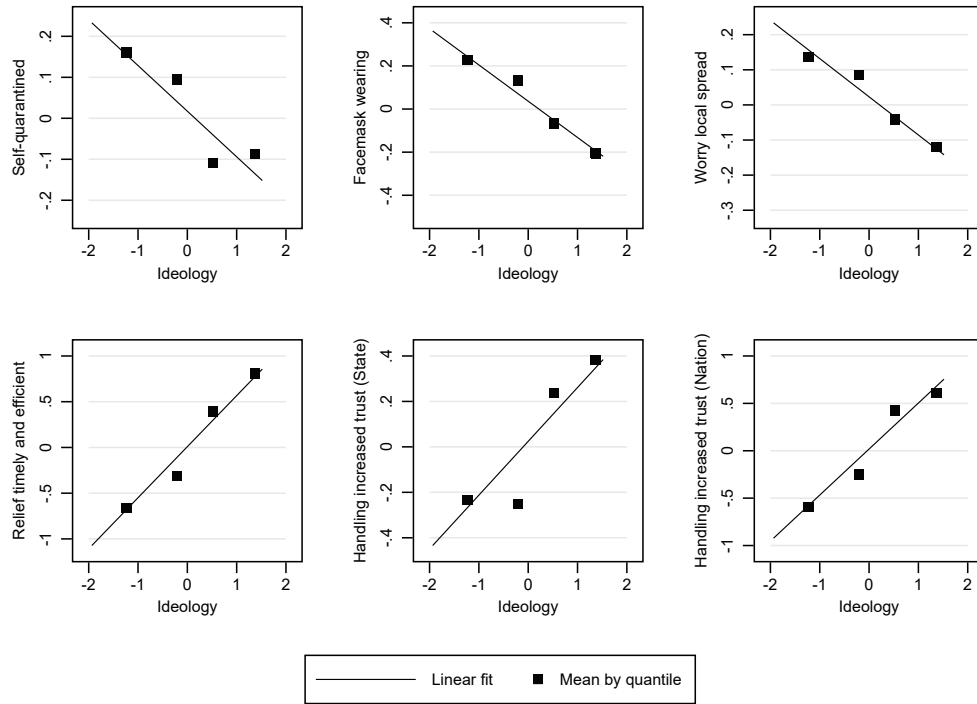 Self-quarantined
.2
.1
0
-.1
-.2
-2 -1 0 1 2
Ideology
Facemask wearing
.4
.2
0
-.2
-.4
-2 -1 0 1 2
Ideology
Worry local spread
.2
.1
0
-.1
-.2
-.3
-2 -1 0 1 2
Ideology
Relief timely and efficient
1
.5
0
-.5
-1
-2 -1 0 1 2
Ideology
Handling increased trust (State)
.4
.2
0
-.2
-.4
-2 -1 0 1 2
Ideology
Handling increased trust (Nation)
1
.5
0
-.5
-1
-2 -1 0 1 2
Ideology
Linear fit
Mean by quantile